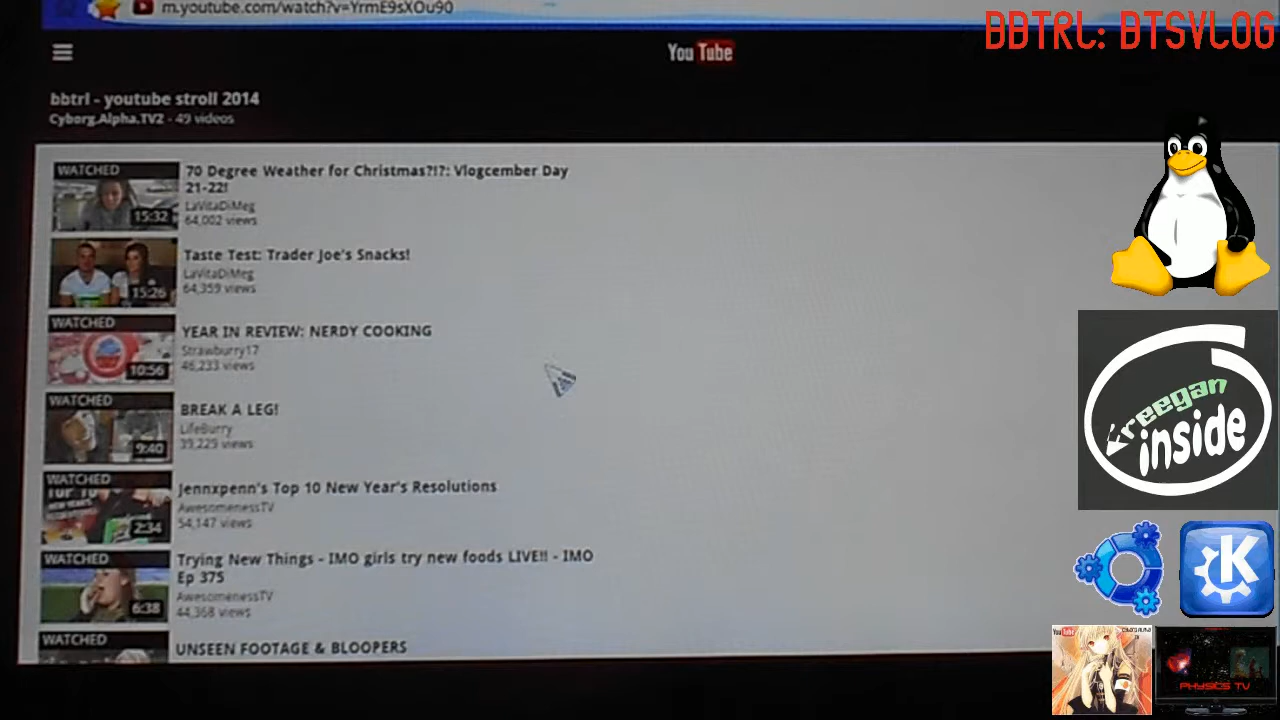 m.youtube.com/watch?v=YrmE9sXOu90
DBTRL: BTSVLOG
YouTube
bbtrl - youtube stroll 2014
Cyborg.Alpha.TV2 - 49 videos
WATCHED
15:32
70 Degree Weather for Christmas?!?: Vlogcember Day
21-22!
LaVitaDiMeg
64,002 views
15:26
Taste Test: Trader Joe's Snacks!
LaVitaDiMeg
64,359 views
WATCHED
10:56
YEAR IN REVIEW: NERDY COOKING
Strawburry17
46,233 views
WATCHED
9:40
BREAK A LEG!
LifeBurry
39,229 views
WATCHED
2:34
Jennxpenn's Top 10 New Year's Resolutions
AwesomenessTV
54,147 views
WATCHED
6:38
Trying New Things - IMO girls try new foods LIVE!! - IMO
Ep 375
AwesomenessTV
44,368 views
WATCHED
UNSEEN FOOTAGE & BLOOPERS
freegan
inside
K
YouTube
PHYSICS TV